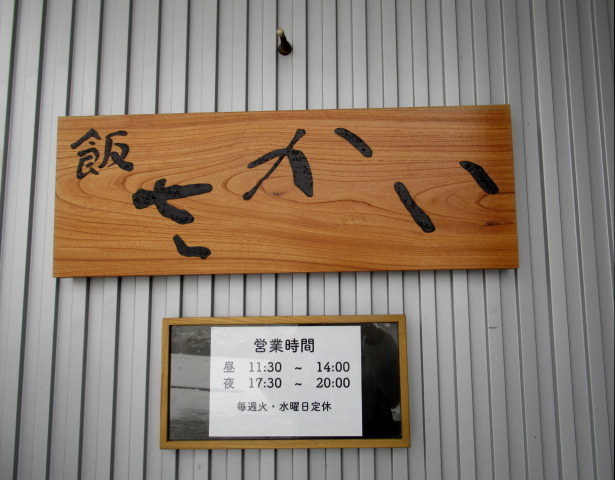 飯 さかい
営業時間
昼 11:30 ~ 14:00
夜 17:30 ~ 20:00
毎週火・水曜日定休